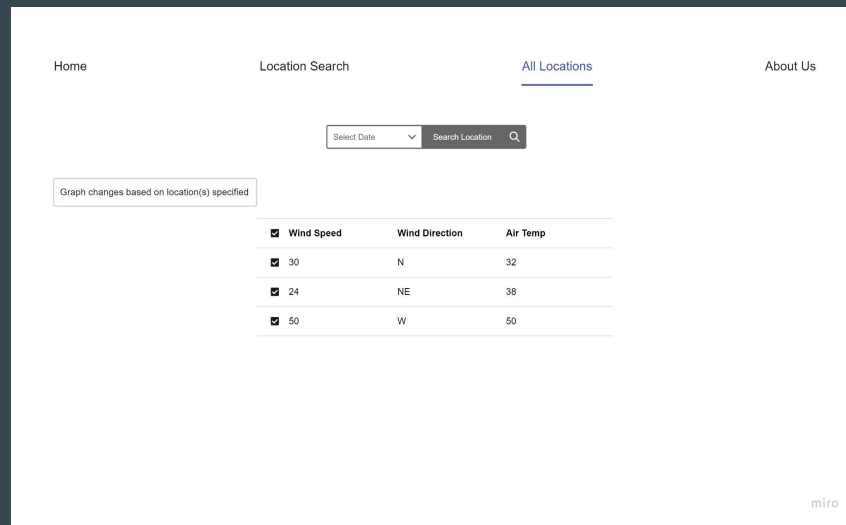 Home Location Search All Locations About Us
Select Date Search Location
Graph changes based on location(s) specified
Wind Speed Wind Direction Air Temp
30 N 32
24 NE 38
50 W 50
miro